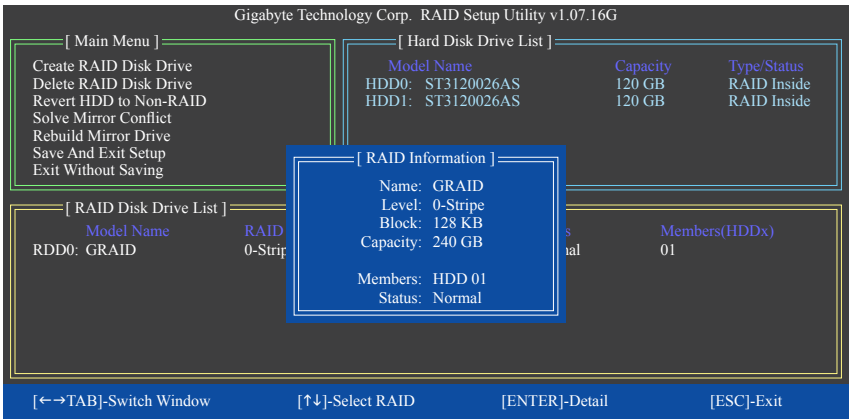 Gigabyte Technology Corp. RAID Setup Utility v1.07.16G
[ Main Menu ]
Create RAID Disk Drive
Delete RAID Disk Drive
Revert HDD to Non-RAID
Solve Mirror Conflict
Rebuild Mirror Drive
Save And Exit Setup
Exit Without Saving
[ Hard Disk Drive List ]
Model Name Capacity Type/Status
HDD0: ST3120026AS 120 GB RAID Inside
HDD1: ST3120026AS 120 GB RAID Inside
[ RAID Information ]
Name: GRAID
Level: 0-Stripe
Block: 128 KB
Capacity: 240 GB
Members: HDD 01
Status: Normal
[ RAID Disk Drive List ]
Model Name RAID Members(HDDx)
RDD0: GRAID 0-Strip 01
[←→TAB]-Switch Window [↑↓]-Select RAID [ENTER]-Detail [ESC]-Exit